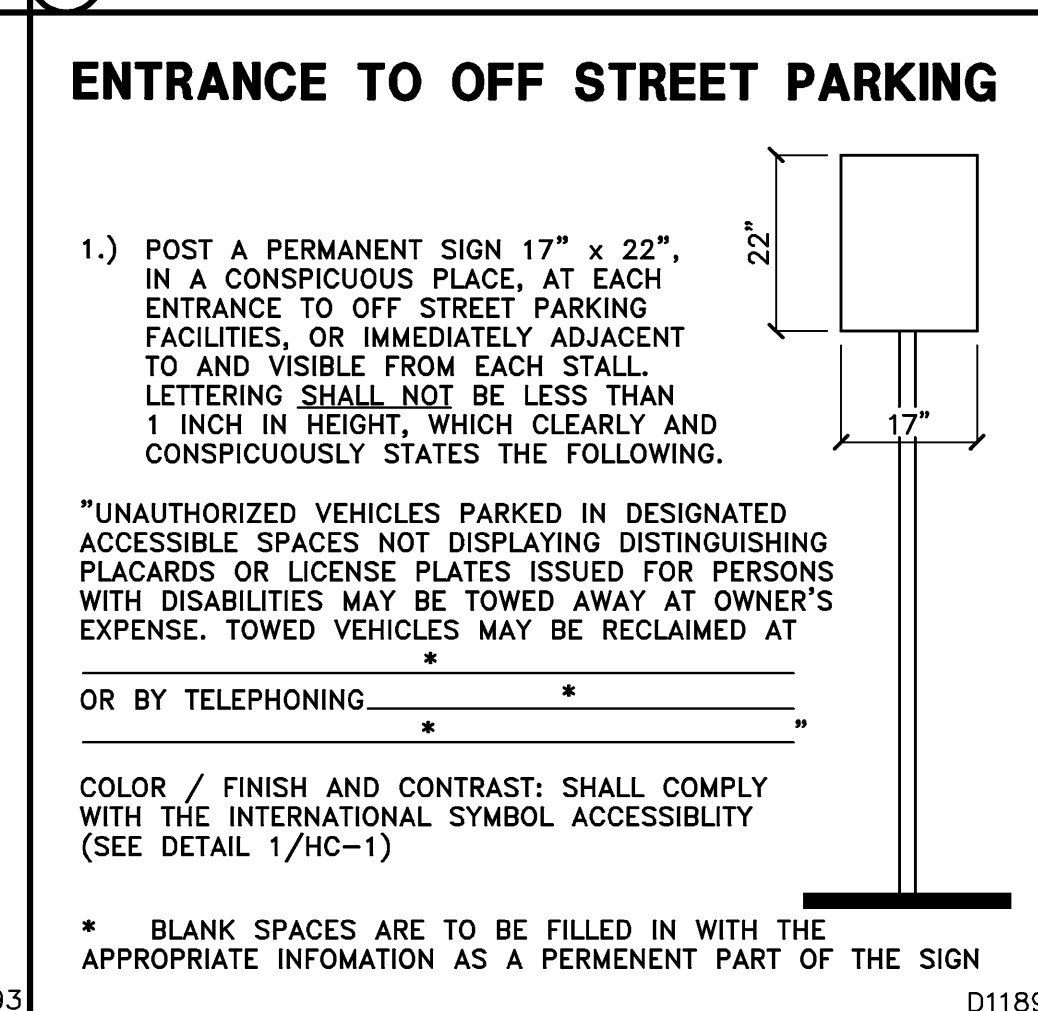 ENTRANCE TO OFF STREET PARKING
22"
17"
1.) POST A PERMANENT SIGN 17" x 22",
IN A CONSPICUOUS PLACE, AT EACH
ENTRANCE TO OFF STREET PARKING
FACILITIES, OR IMMEDIATELY ADJACENT
TO AND VISIBLE FROM EACH STALL.
LETTERING SHALL NOT BE LESS THAN
1 INCH IN HEIGHT, WHICH CLEARLY AND
CONSPICUOUSLY STATES THE FOLLOWING.
"UNAUTHORIZED VEHICLES PARKED IN DESIGNATED
ACCESSIBLE SPACES NOT DISPLAYING DISTINGUISHING
PLACARDS OR LICENSE PLATES ISSUED FOR PERSONS
WITH DISABILITIES MAY BE TOWED AWAY AT OWNER'S
EXPENSE. TOWED VEHICLES MAY BE RECLAIMED AT
*
OR BY TELEPHONING *
* "
COLOR / FINISH AND CONTRAST: SHALL COMPLY
WITH THE INTERNATIONAL SYMBOL ACCESSIBLITY
(SEE DETAIL 1/HC-1)
* BLANK SPACES ARE TO BE FILLED IN WITH THE
APPROPRIATE INFOMATION AS A PERMENENT PART OF THE SIGN
93
D1189